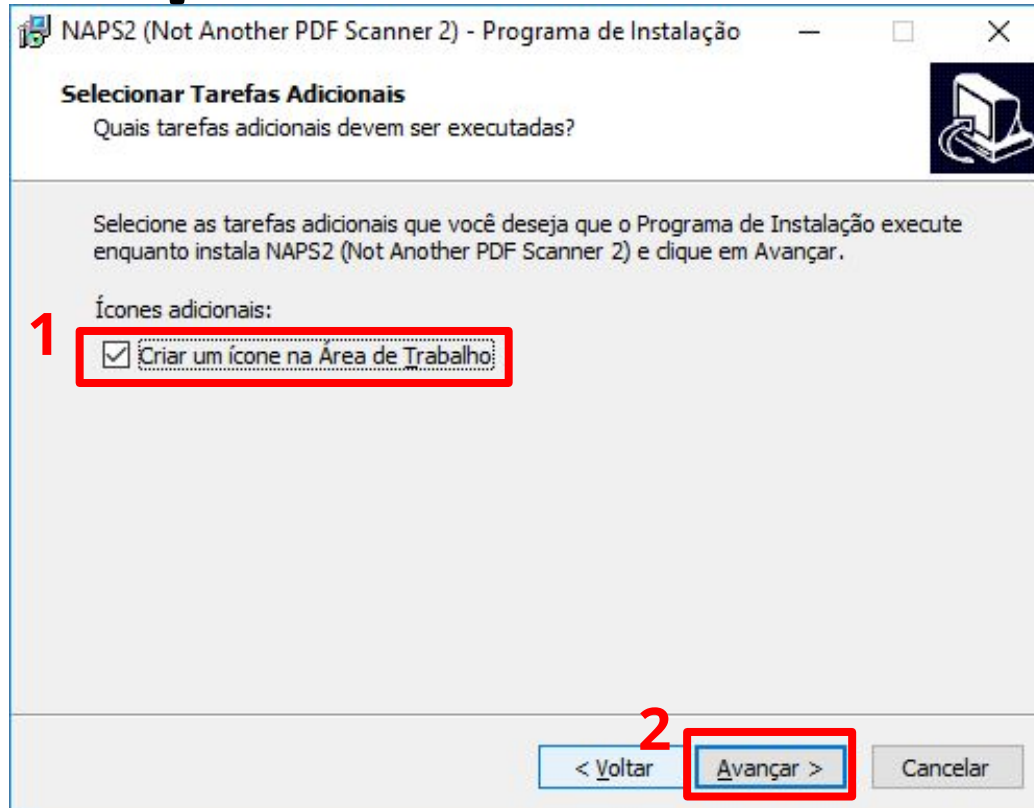 NAPS2 (Not Another PDF Scanner 2) - Programa de Instalação
Selecionar Tarefas Adicionais
Quais tarefas adicionais devem ser executadas?
Selecione as tarefas adicionais que você deseja que o Programa de Instalação execute
enquanto instala NAPS2 (Not Another PDF Scanner 2) e clique em Avançar.
Ícones adicionais:
1
Criar um ícone na Área de Trabalho
2
< Voltar
Avançar >
Cancelar